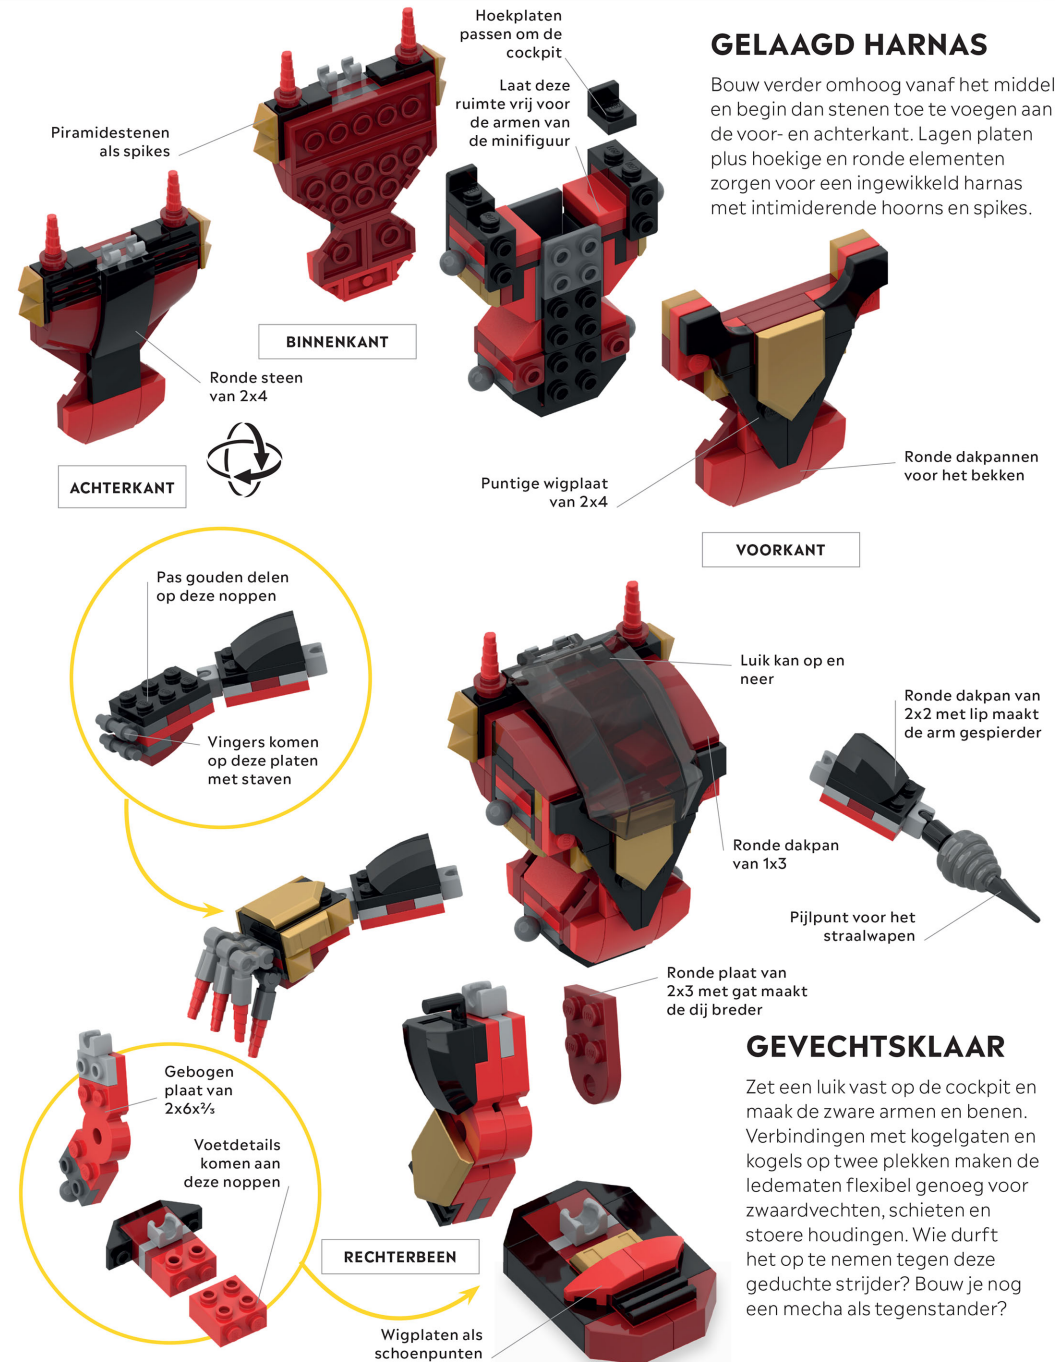 Hoekplaten
passen om de
cockpit
Laat deze
ruimte vrij voor
de armen van
de minifiguur
Piramidestenen
als spikes
GELAAGD HARNAS
Bouw verder omhoog vanaf het middel
en begin dan stenen toe te voegen aan
de voor- en achterkant. Lagen platen
plus hoekige en ronde elementen
zorgen voor een ingewikkeld harnas
met intimiderende hoorns en spikes.
BINNENKANT
Ronde steen
van 2x4
ACHTERKANT
Puntige wigplaat
van 2x4
Ronde dakpannen
voor het bekken
VOORKANT
Pas gouden delen
op deze noppen
Vingers komen
op deze platen
met staven
Luik kan op en
neer
Ronde dakpan van
2x2 met lip maakt
de arm gespierder
Ronde dakpan
van 1x3
Pijlpunt voor het
straalwapen
Ronde plaat van
2x3 met gat maakt
de dij breder
Gebogen
plaat van
2x6x⅔
Voetdetails
komen aan
deze noppen
RECHTERBEEN
Wigplaten als
schoenpunten
GEVECHTSKLAAR
Zet een luik vast op de cockpit en
maak de zware armen en benen.
Verbindingen met kogelgaten en
kogels op twee plekken maken de
ledematen flexibel genoeg voor
zwaardvechten, schieten en
stoere houdingen. Wie durft
het op te nemen tegen deze
geduchte strijder? Bouw je nog
een mecha als tegenstander?